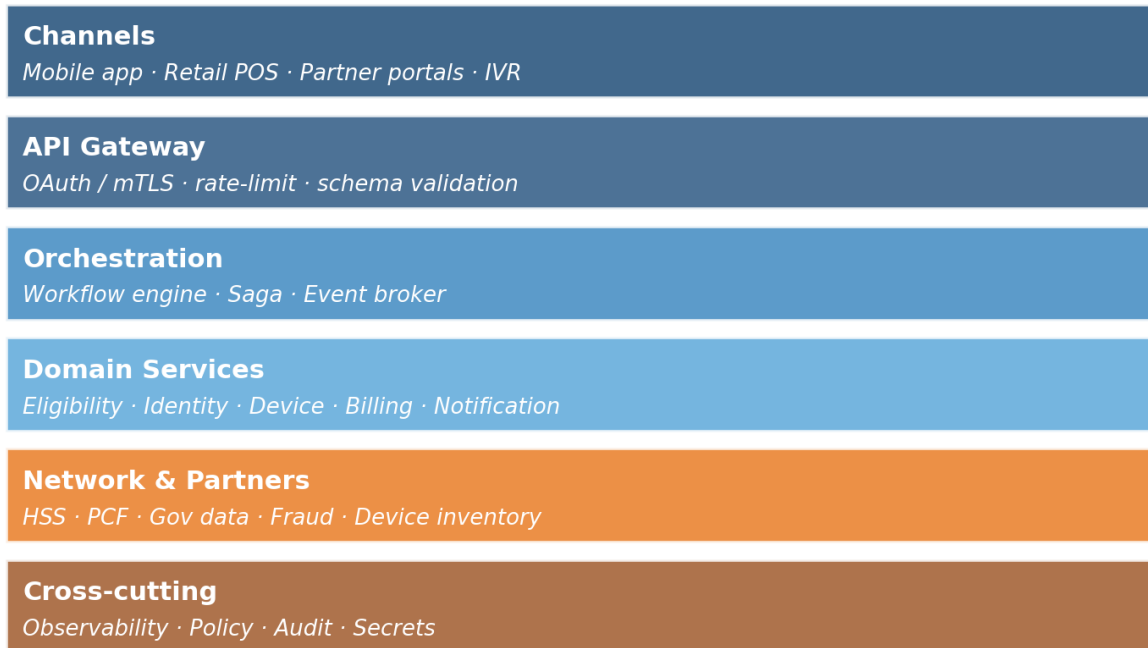 Channels
Mobile app · Retail POS · Partner portals · IVR
API Gateway
OAuth / mTLS · rate-limit · schema validation
Orchestration
Workflow engine · Saga · Event broker
Domain Services
Eligibility · Identity · Device · Billing · Notification
Network & Partners
HSS · PCF · Gov data · Fraud · Device inventory
Cross-cutting
Observability · Policy · Audit · Secrets